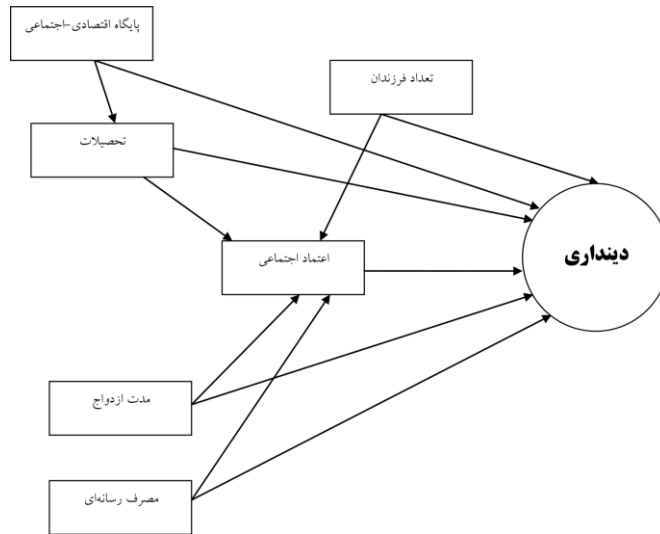 پایگاه اقتصادی-اجتماعی
تعداد فرزندان
تحصیلات
اعتماد اجتماعی
دینداری
مدت ازدواج
مصرف رسانه‌ای